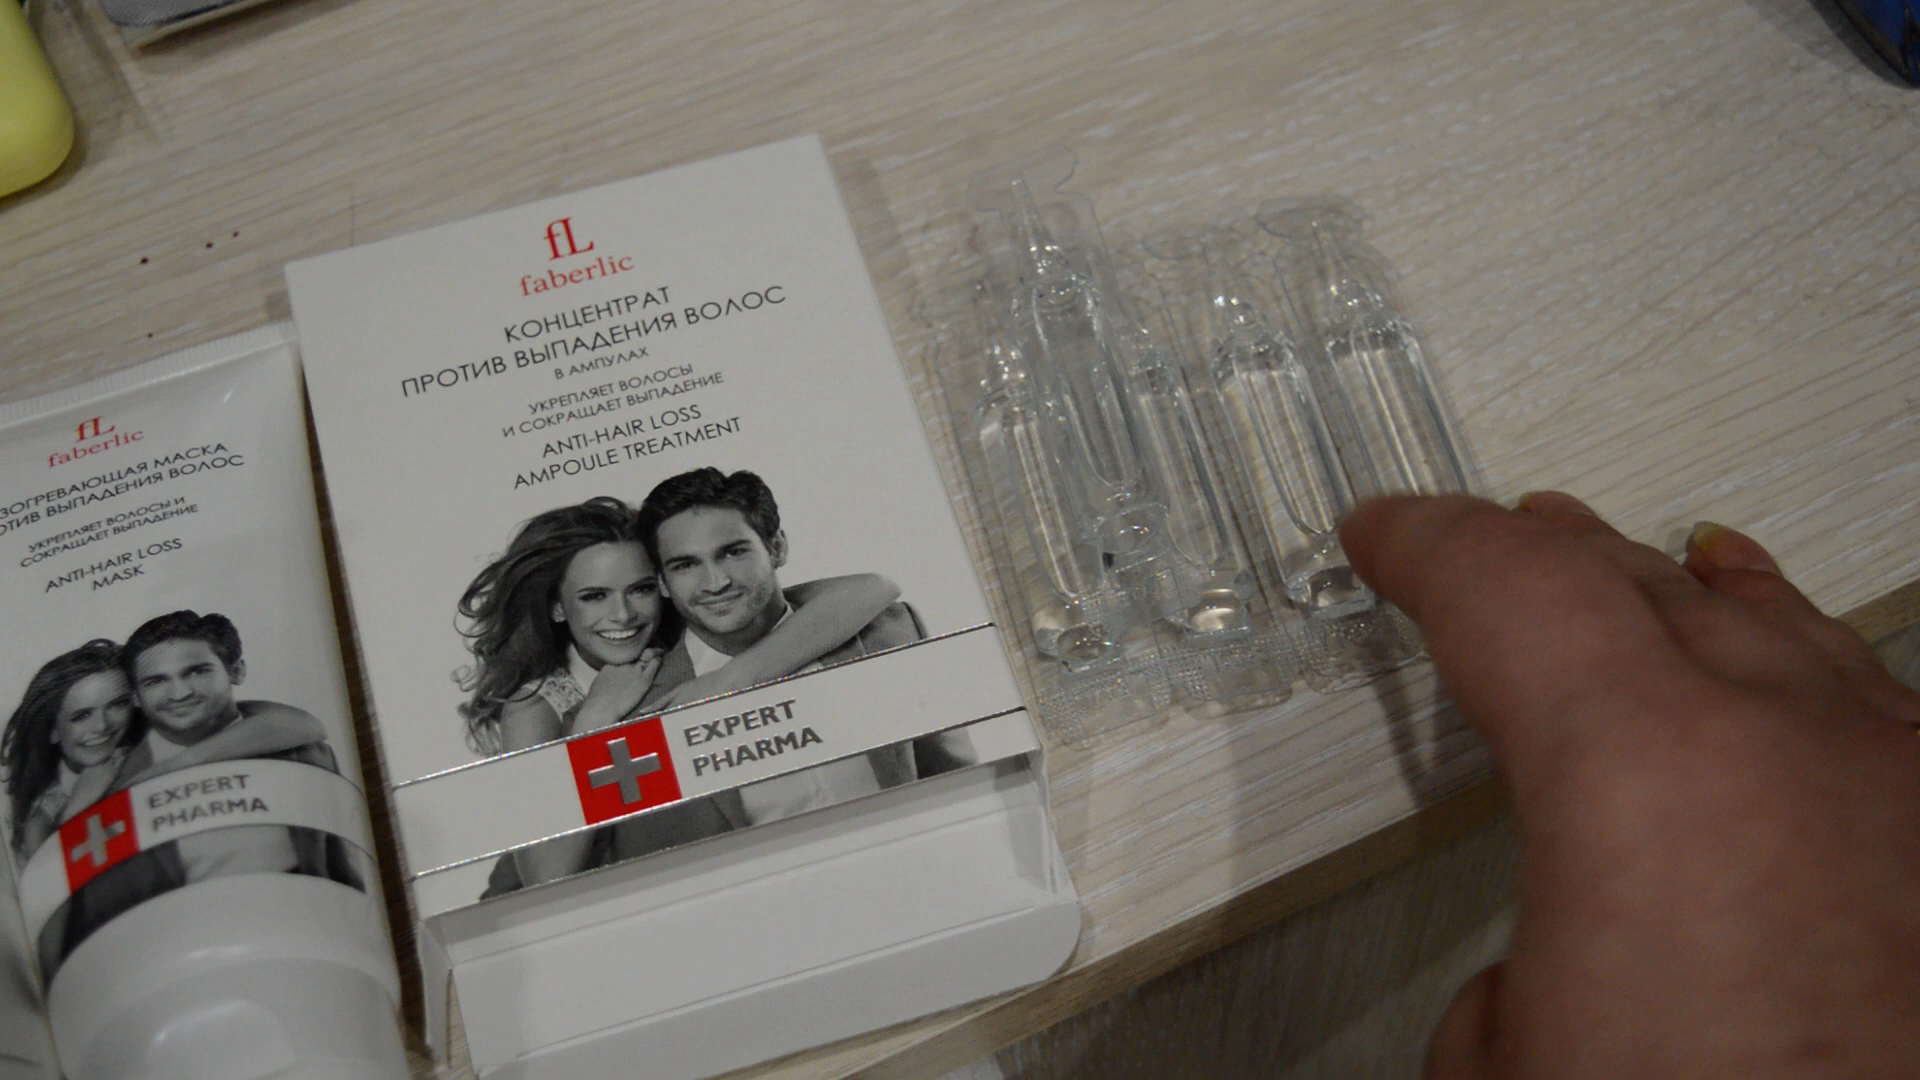 fL
faberlic
КОНЦЕНТРАТ
ПРОТИВ ВЫПАДЕНИЯ ВОЛОС
В АМПУЛАХ
УКРЕПЛЯЕТ ВОЛОСЫ
И СОКРАЩАЕТ ВЫПАДЕНИЕ
ANTI-HAIR LOSS
AMPOULE TREATMENT
EXPERT
PHARMA
fL
faberlic
ЗОГРЕВАЮЩАЯ МАСКА
ОТИВ ВЫПАДЕНИЯ ВОЛОС
УКРЕПЛЯЕТ ВОЛОСЫ И
СОКРАЩАЕТ ВЫПАДЕНИЕ
ANTI-HAIR LOSS
MASK
EXPERT
PHARMA